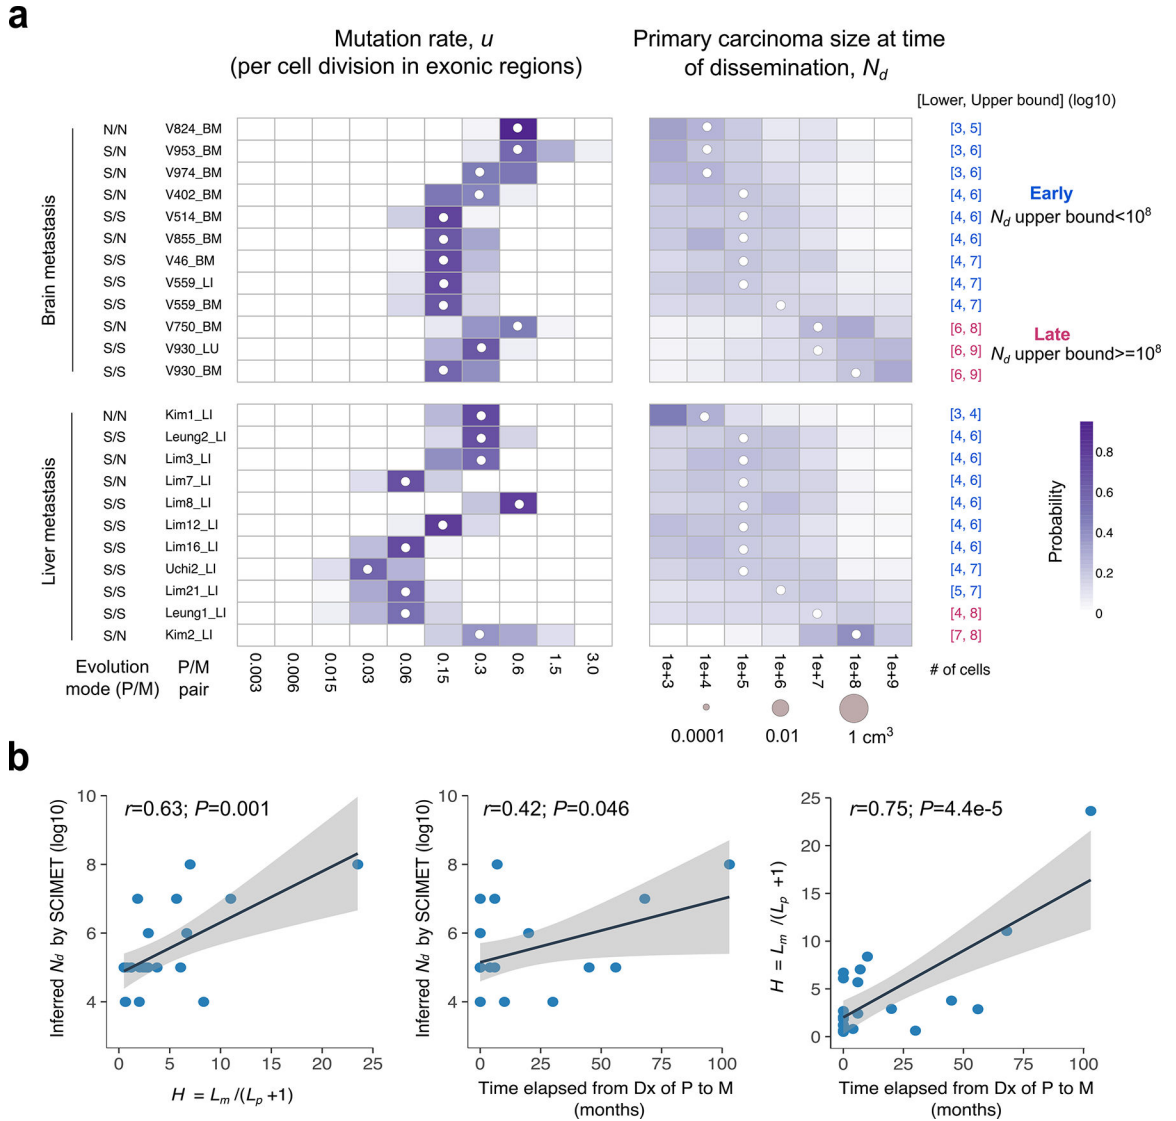 a
Mutation rate, u
(per cell division in exonic regions)
Primary carcinoma size at time
of dissemination, Nd
[Lower, Upper bound] (log10)
Brain metastasis
N/N V824_BM [3, 5]
S/N V953_BM [3, 6]
S/N V974_BM [3, 6]
S/N V402_BM [4, 6] Early
S/S V514_BM [4, 6] Nd upper bound<10⁸
S/N V855_BM [4, 6]
S/S V46_BM [4, 7]
S/S V559_LI [4, 7]
S/S V559_BM [4, 7]
S/N V750_BM [6, 8] Late
S/S V930_LU [6, 9] Nd upper bound>=10⁸
S/S V930_BM [6, 9]
Liver metastasis
N/N Kim1_LI [3, 4]
S/S Leung2_LI [4, 6]
S/N Lim3_LI [4, 6]
S/N Lim7_LI [4, 6]
S/S Lim8_LI [4, 6]
S/S Lim12_LI [4, 6]
S/S Lim16_LI [4, 6]
S/S Uchi2_LI [4, 7]
S/S Lim21_LI [5, 7]
S/S Leung1_LI [4, 8]
S/N Kim2_LI [7, 8]
Probability
0.8
0.6
0.4
0.2
0
Evolution
mode (P/M)
P/M
pair
0.003 0.006 0.015 0.03 0.06 0.15 0.3 0.6 1.5 3.0
1e+3 1e+4 1e+5 1e+6 1e+7 1e+8 1e+9
# of cells
0.0001 0.01 1 cm³
b
r=0.63; P=0.001
Inferred Nd by SCIMET (log10)
10
8
6
4
0 5 10 15 20 25
H = Lm /(Lp +1)
r=0.42; P=0.046
Inferred Nd by SCIMET (log10)
10
8
6
4
0 25 50 75 100
Time elapsed from Dx of P to M
(months)
r=0.75; P=4.4e-5
H = Lm /(Lp +1)
25
20
15
10
5
0
0 25 50 75 100
Time elapsed from Dx of P to M
(months)